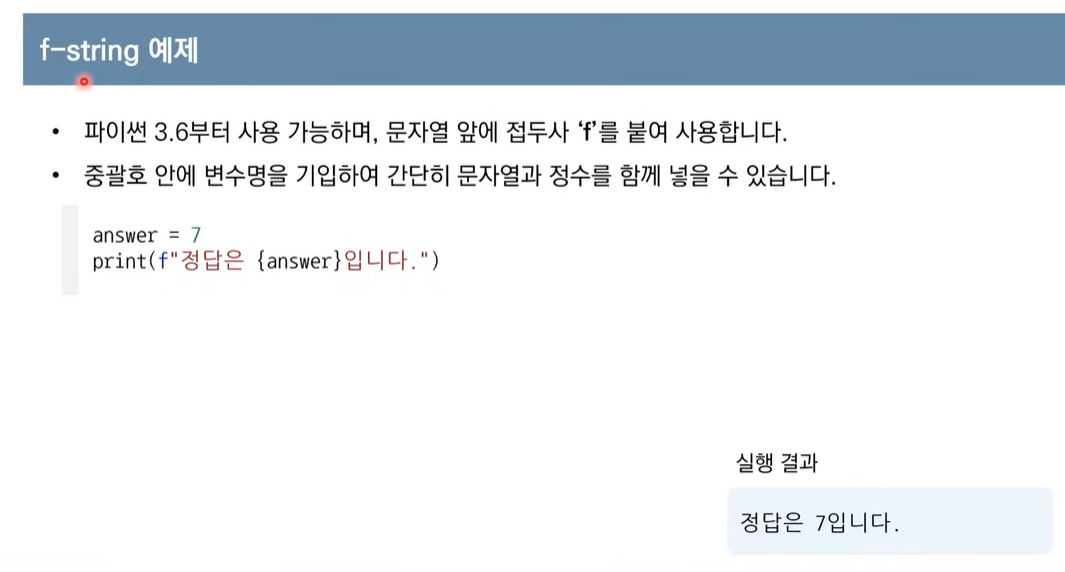 f-string 예제
• 파이썬 3.6부터 사용 가능하며, 문자열 앞에 접두사 ‘f’를 붙여 사용합니다.
• 중괄호 안에 변수명을 기입하여 간단히 문자열과 정수를 함께 넣을 수 있습니다.
answer = 7
print(f"정답은 {answer}입니다.")
실행 결과
정답은 7입니다.